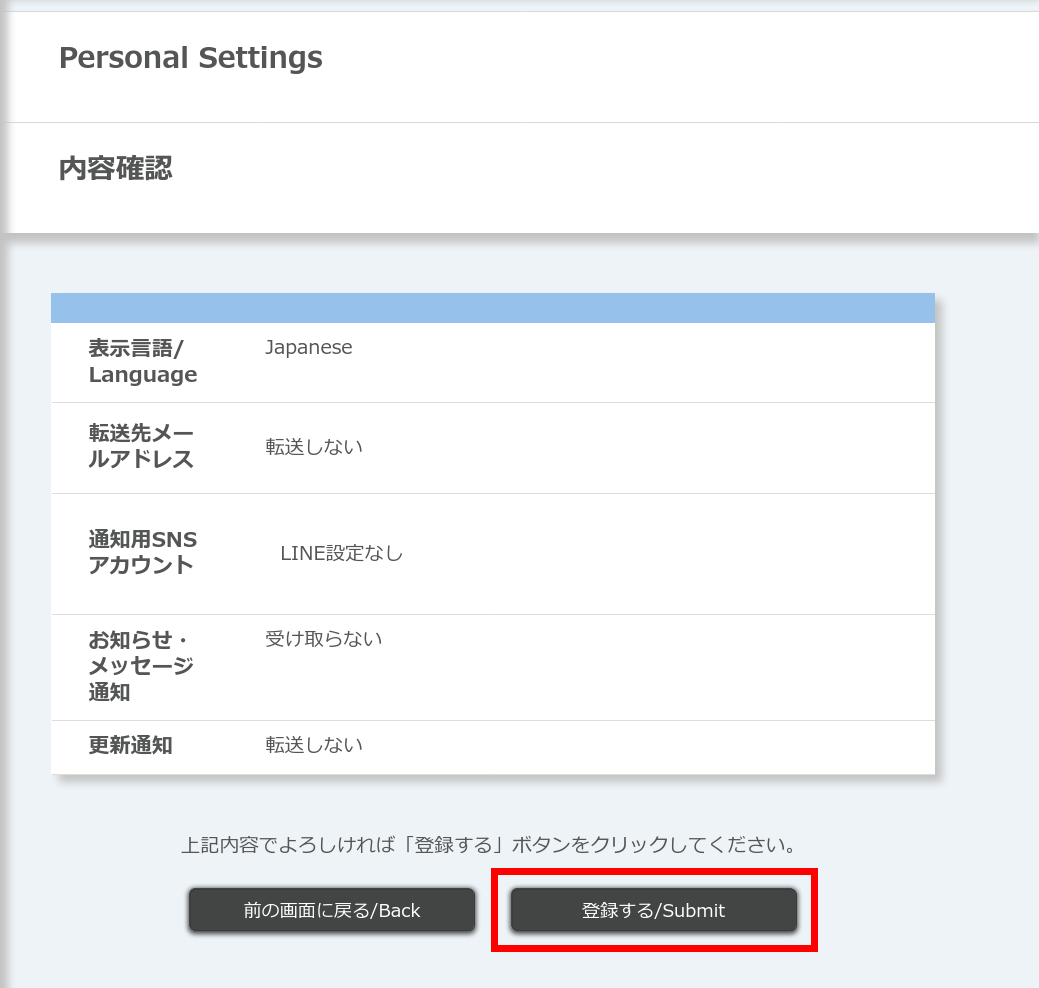 Personal Settings
内容確認
表示言語/
Language
Japanese
転送先メー
ルアドレス
転送しない
通知用SNS
アカウント
LINE設定なし
お知らせ・
メッセージ
通知
受け取らない
更新通知
転送しない
上記内容でよろしければ「登録する」ボタンをクリックしてください。
前の画面に戻る/Back
登録する/Submit